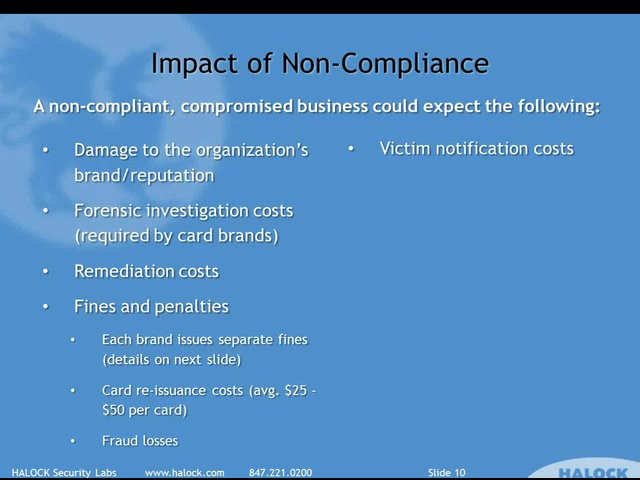 Impact of Non-Compliance
A non-compliant, compromised business could expect the following:
• Damage to the organization's
brand/reputation
• Forensic investigation costs
(required by card brands)
• Remediation costs
• Fines and penalties
• Each brand issues separate fines
(details on next slide)
• Card re-issuance costs (avg. $25 –
$50 per card)
• Fraud losses
• Victim notification costs
HALOCK Security Labs www.halock.com 847.221.0200 Slide 10
HALOCK